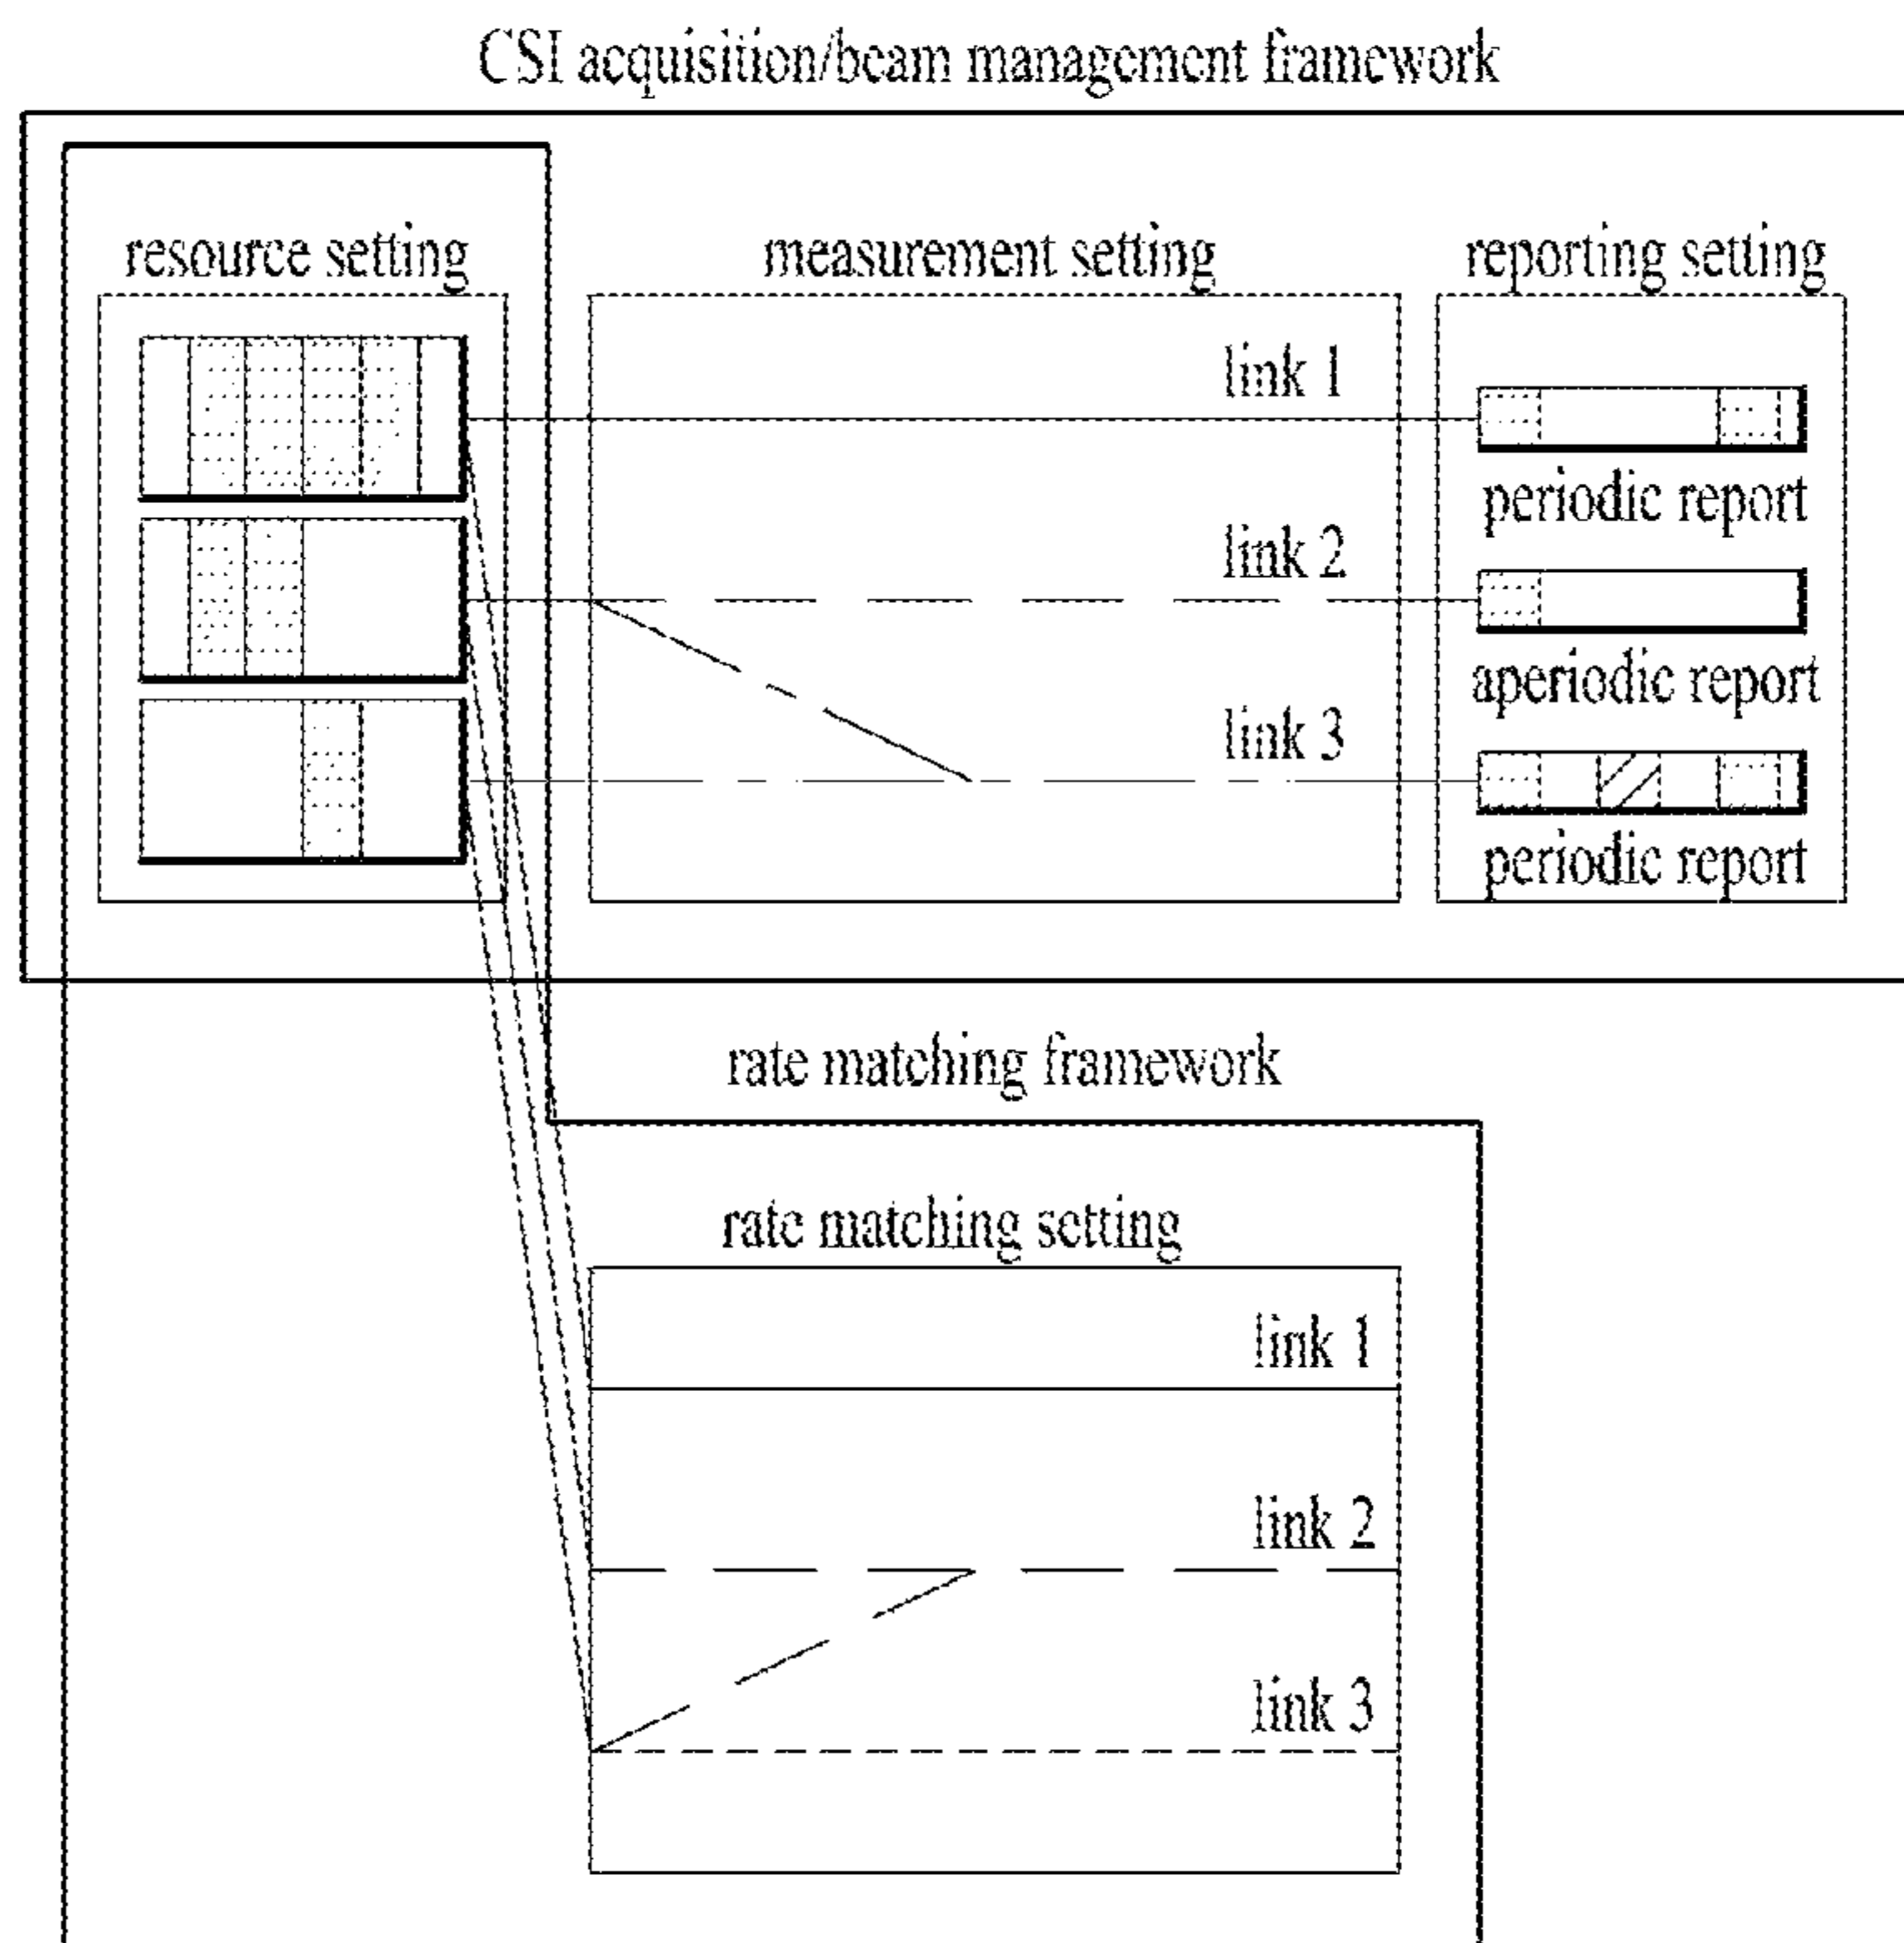 CSI acquisition/beam management framework
resource setting
measurement setting
reporting setting
link 1
periodic report
link 2
aperiodic report
link 3
periodic report
rate matching framework
rate matching setting
link 1
link 2
link 3